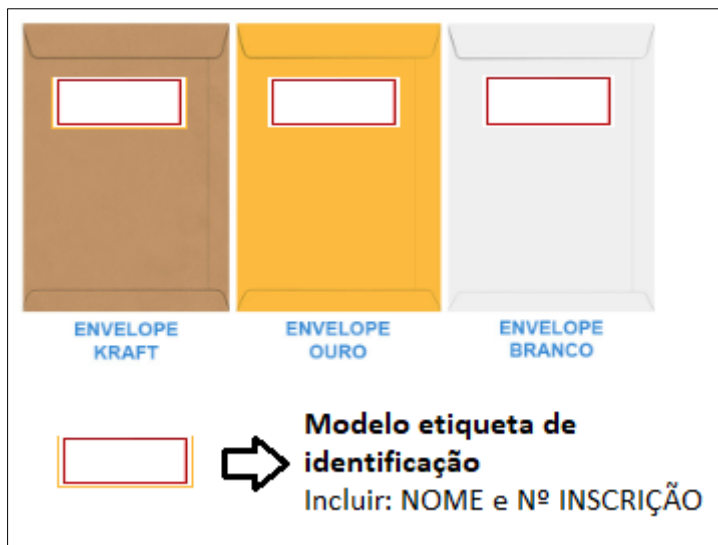 ENVELOPE
KRAFT
ENVELOPE
OURO
ENVELOPE
BRANCO
Modelo etiqueta de
identificação
Incluir: NOME e Nº INSCRIÇÃO